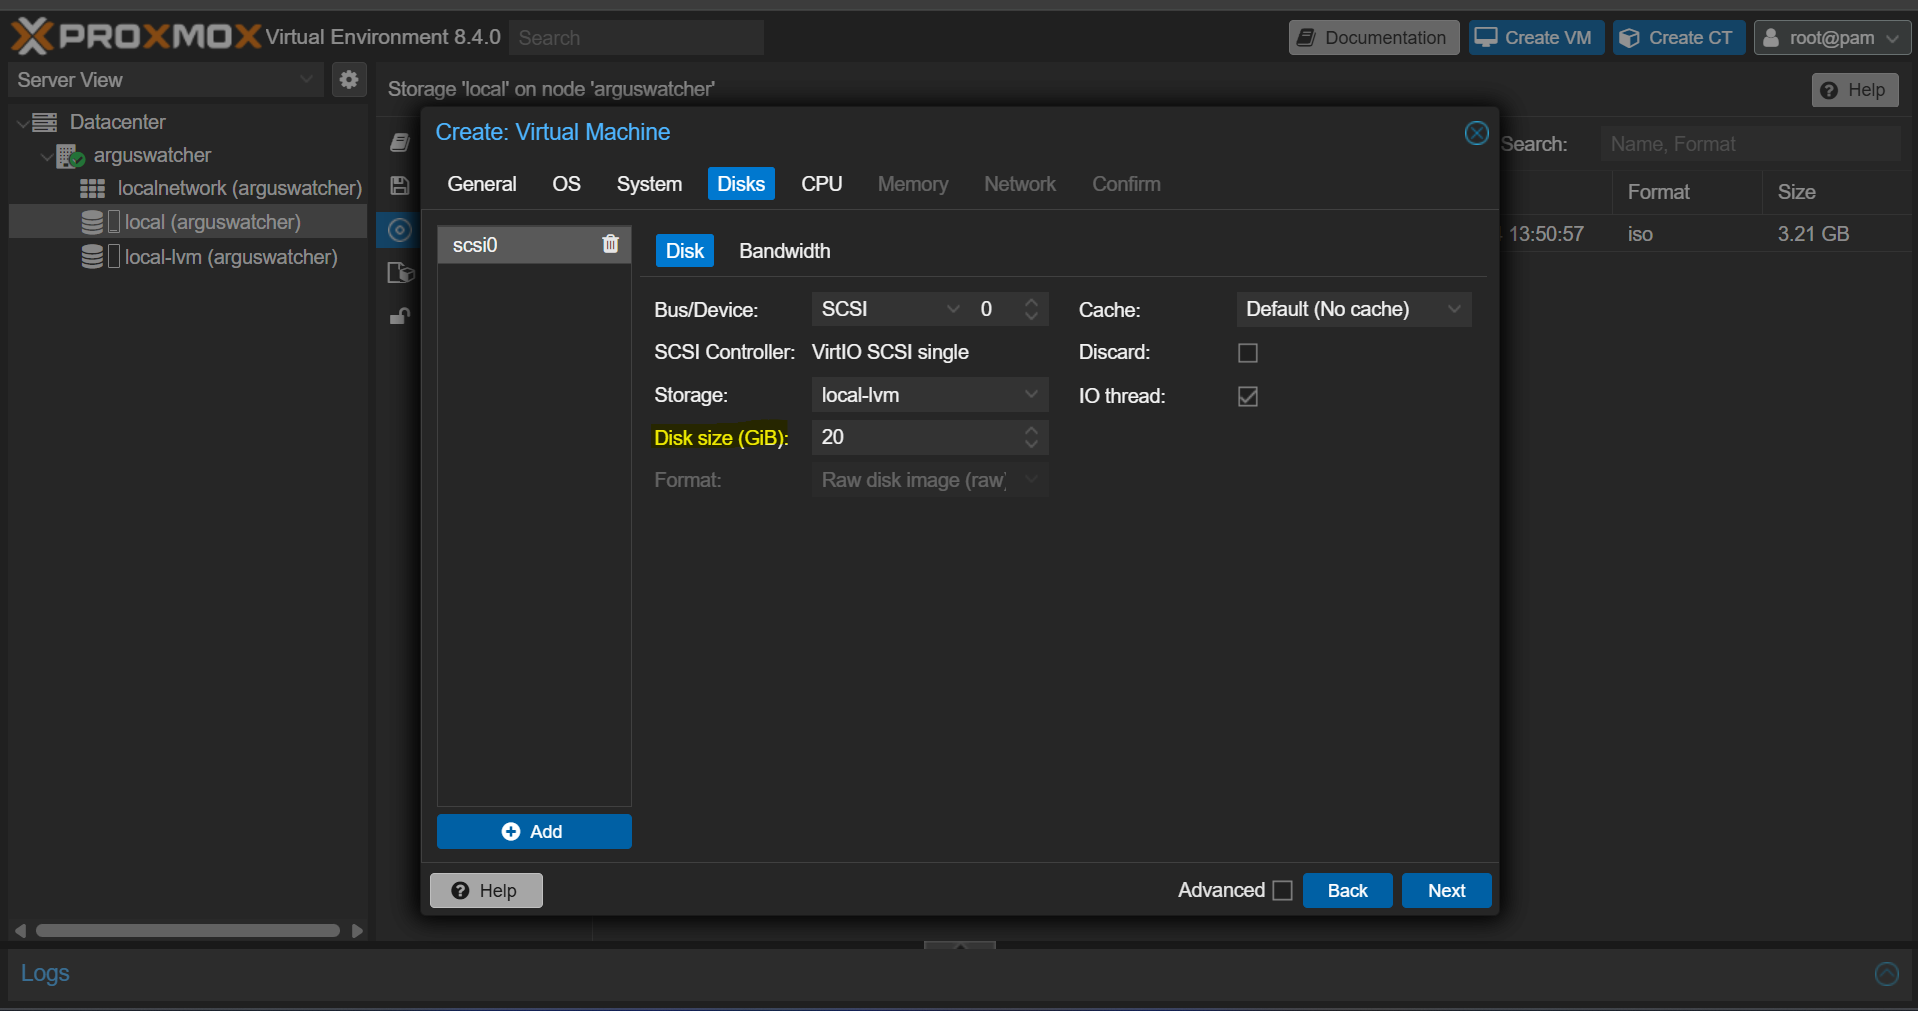 PROXMOX Virtual Environment 8.4.0 Search Documentation Create VM Create CT root@pam
Server View
Storage 'local' on node 'arguswatcher' Help
Datacenter
arguswatcher
localnetwork (arguswatcher)
local (arguswatcher)
local-lvm (arguswatcher)
Create: Virtual Machine
General OS System Disks CPU Memory Network Confirm
scsi0
Disk Bandwidth
Bus/Device: SCSI 0 Cache: Default (No cache)
SCSI Controller: VirtIO SCSI single Discard:
Storage: local-lvm IO thread:
Disk size (GiB): 20
Format: Raw disk image (raw)
Add
Help Advanced Back Next
Search: Name, Format
Format Size
13:50:57 iso 3.21 GB
Logs